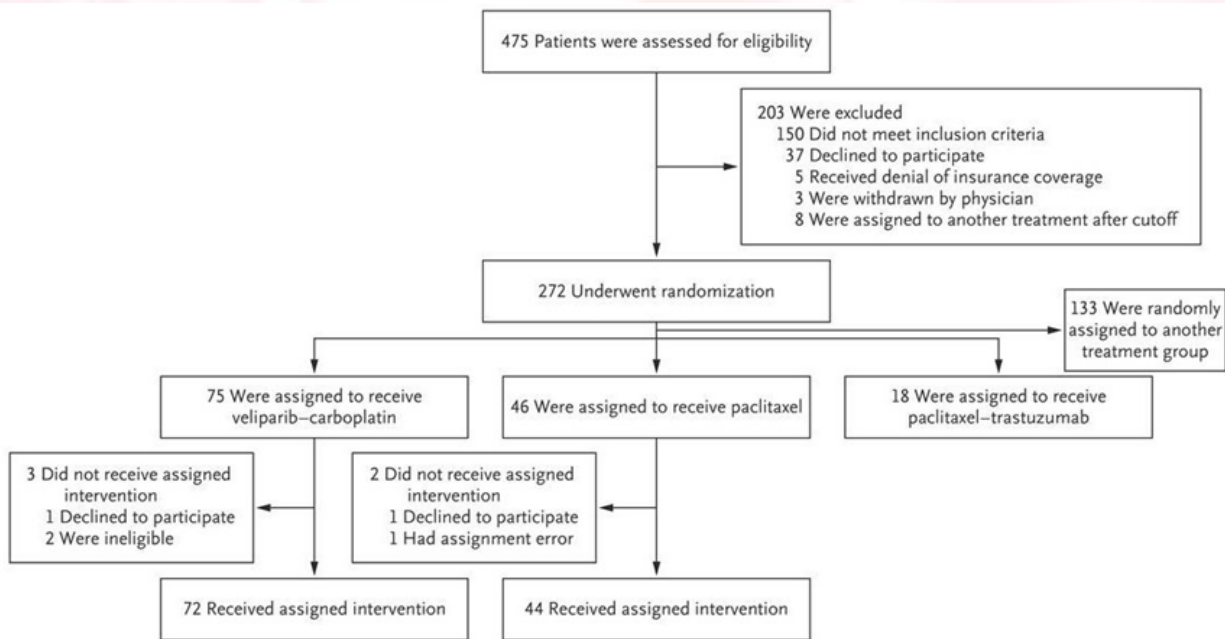 475 Patients were assessed for eligibility
203 Were excluded
150 Did not meet inclusion criteria
37 Declined to participate
5 Received denial of insurance coverage
3 Were withdrawn by physician
8 Were assigned to another treatment after cutoff
272 Underwent randomization
133 Were randomly
assigned to another
treatment group
75 Were assigned to receive
veliparib–carboplatin
46 Were assigned to receive paclitaxel
18 Were assigned to receive
paclitaxel–trastuzumab
3 Did not receive assigned
intervention
1 Declined to participate
2 Were ineligible
2 Did not receive assigned
intervention
1 Declined to participate
1 Had assignment error
72 Received assigned intervention
44 Received assigned intervention